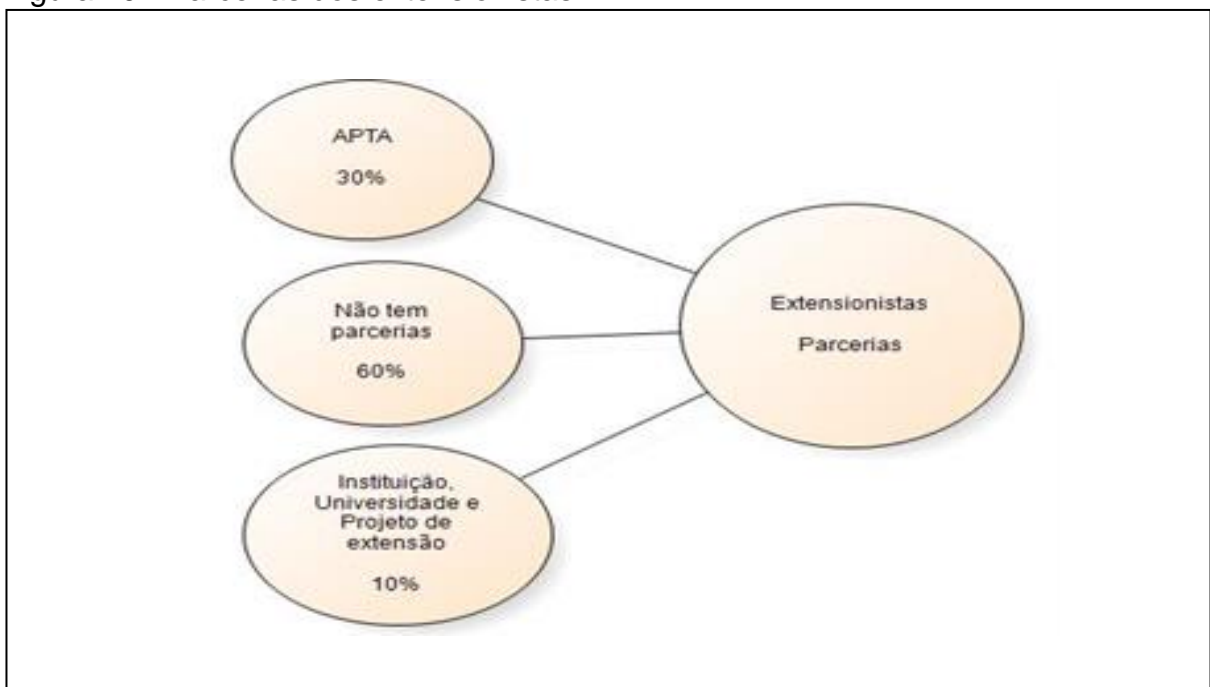 APTA
30%
Não tem
parcerias
60%
Instituição,
Universidade e
Projeto de
extensão
10%
Extensionistas
Parcerias